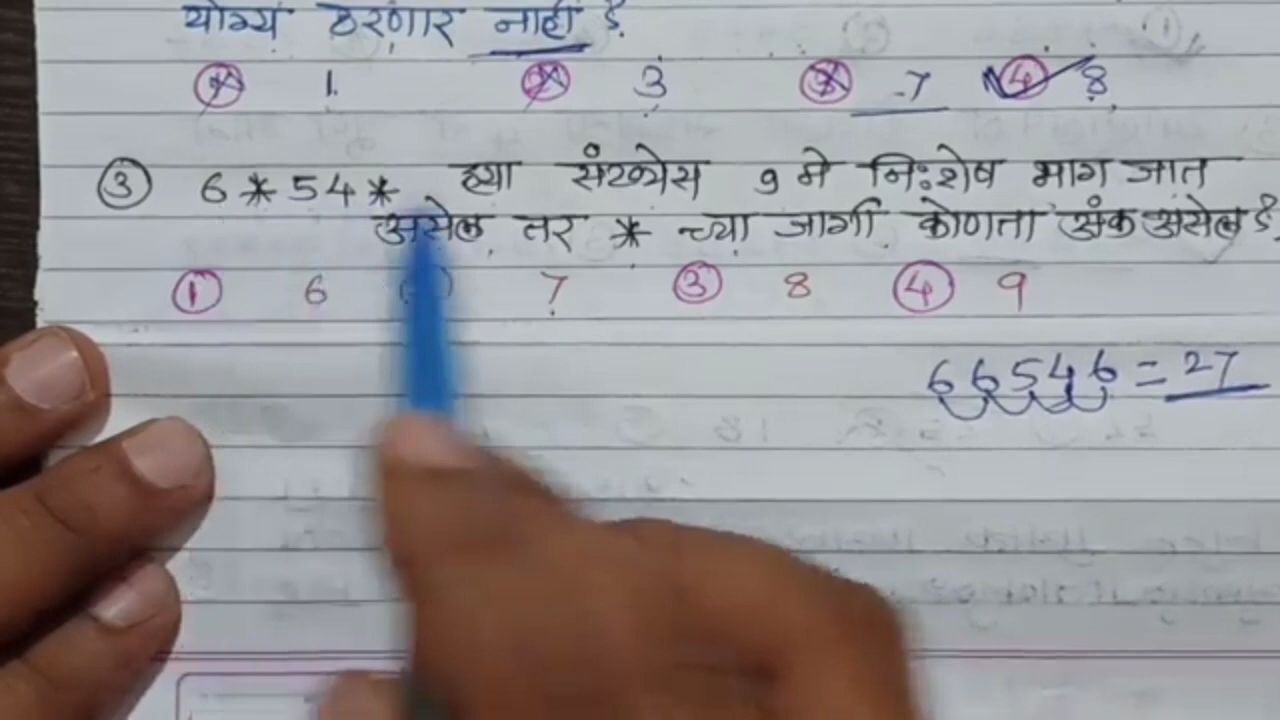 योग्य ठरणार नाही ?
① 1. ② 3 ③ 7 ④ 8
③ 6*54* ह्या संख्येस 9 ने निःशेष भाग जात
असेल तर * च्या जागी कोणता अंक असेल ?
① 6 7 ③ 8 ④ 9
66546 = 27